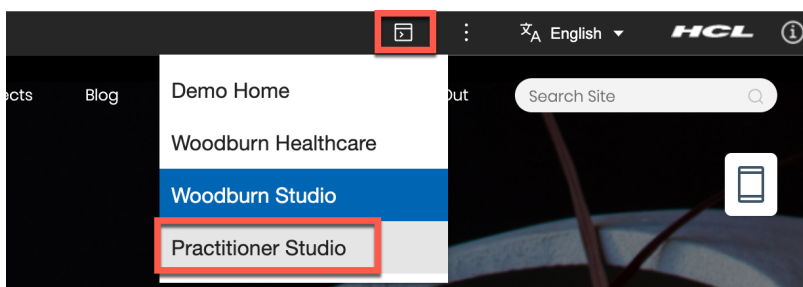 English
HCL
ects
Blog
Out
Search Site
Demo Home
Woodburn Healthcare
Woodburn Studio
Practitioner Studio